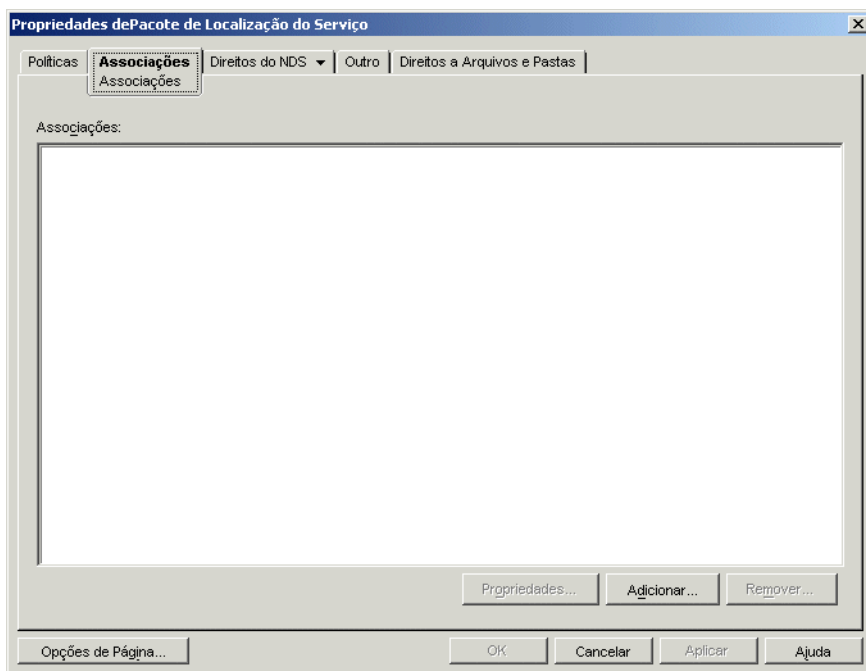 Propriedades dePacote de Localização do Serviço
Políticas Associações Direitos do NDS Outro Direitos a Arquivos e Pastas
Associações
Associações:
Propriedades... Adicionar... Remover...
Opções de Página... OK Cancelar Aplicar Ajuda